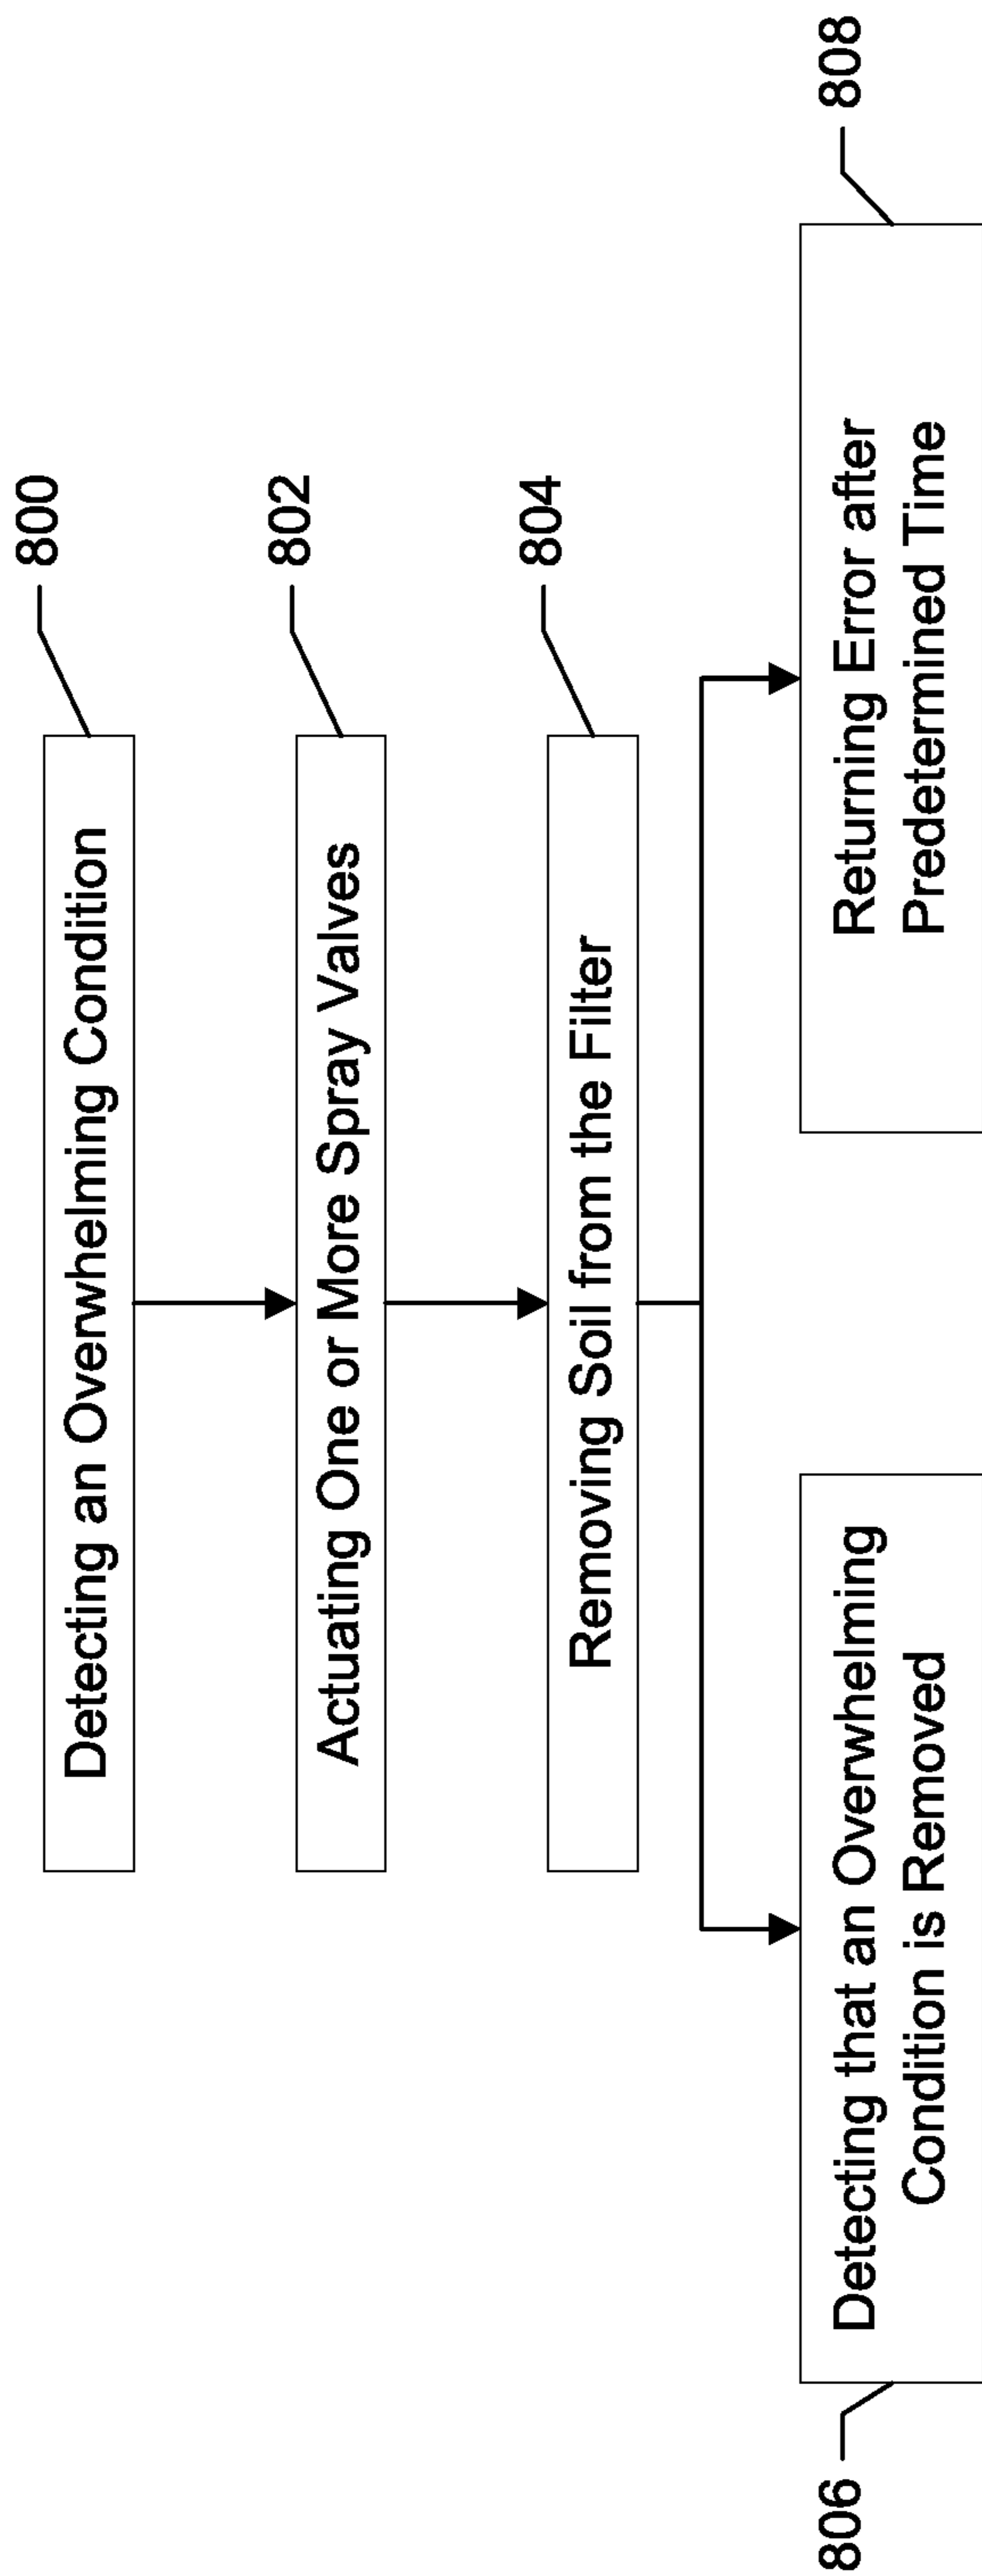 Detecting an Overwhelming Condition
800
Actuating One or More Spray Valves
802
Removing Soil from the Filter
804
806
Detecting that an Overwhelming
Condition is Removed
Returning Error after
Predetermined Time
808